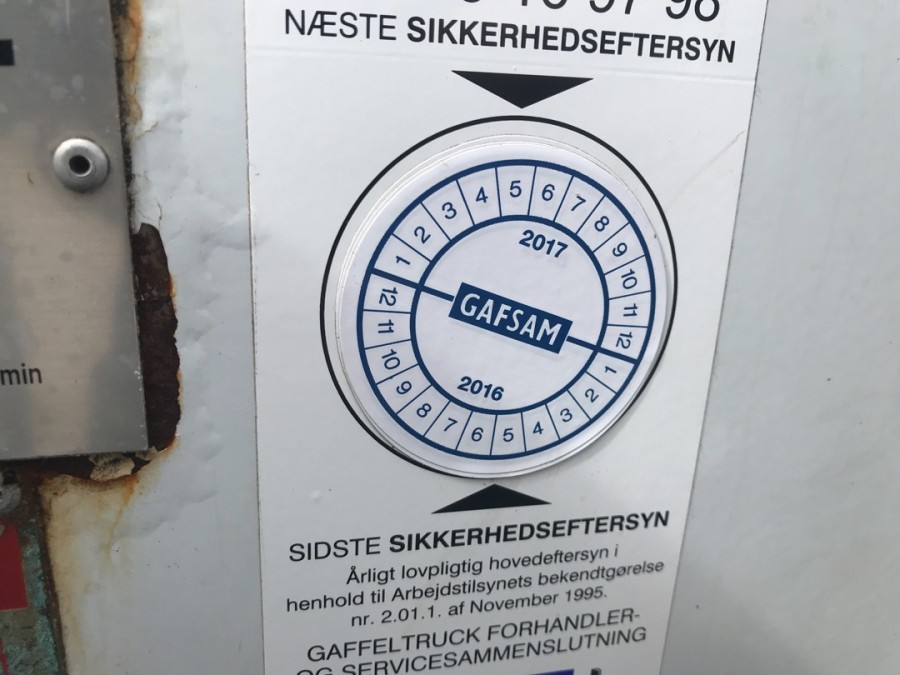 NÆSTE SIKKERHEDSEFTERSYN
1 2 3 4 5 6 7 8 9 10 11 12
2017
GAFSAM
2016
12 11 10 9 8 7 6 5 4 3 2 1
min
SIDSTE SIKKERHEDSEFTERSYN
Årligt lovpligtig hovedeftersyn i
henhold til Arbejdstilsynets bekendtgørelse
nr. 2.01.1. af November 1995.
GAFFELTRUCK FORHANDLER-
OG SERVICESAMMENSLUTNING